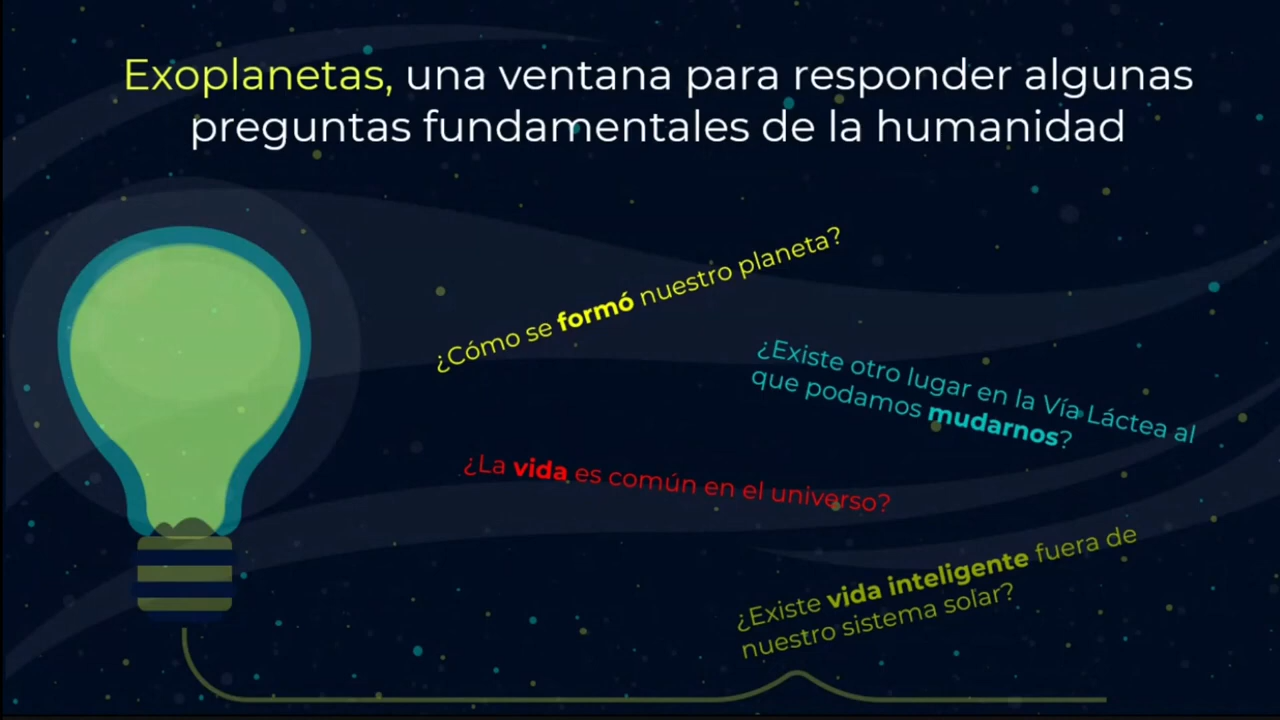 Exoplanetas, una ventana para responder algunas
preguntas fundamentales de la humanidad
¿Cómo se formó nuestro planeta?
¿Existe otro lugar en la Vía Láctea al
que podamos mudarnos?
¿La vida es común en el universo?
¿Existe vida inteligente fuera de
nuestro sistema solar?